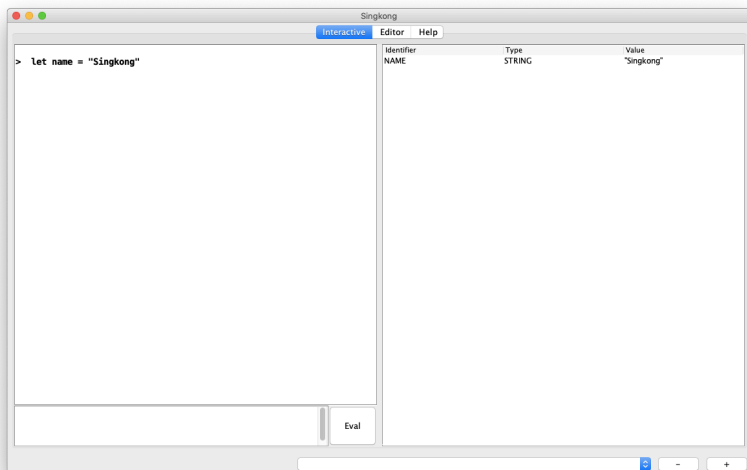 Singkong
Interactive Editor Help
> let name = "Singkong"
Identifier Type Value
NAME STRING "Singkong"
Eval
- +